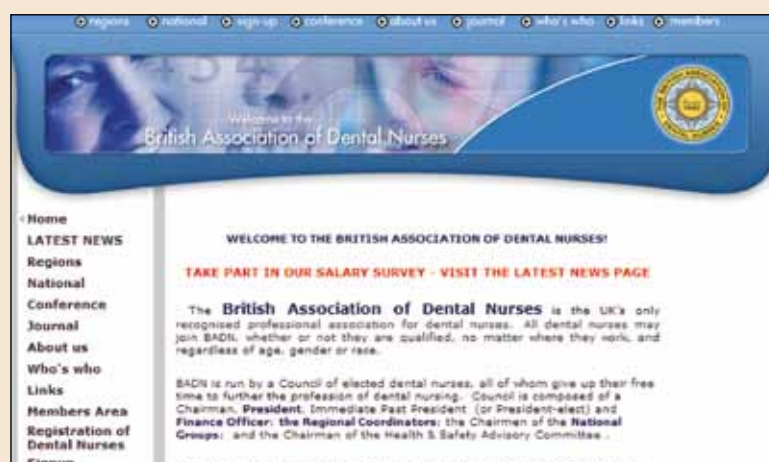 regions national sign-up conference about us journal who's who links members
Welcome to the
British Association of Dental Nurses
THE BRITISH ASSOCIATION OF DENTAL NURSES
Home
LATEST NEWS
Regions
National
Conference
Journal
About us
Who's who
Links
Members Area
Registration of
Dental Nurses
WELCOME TO THE BRITISH ASSOCIATION OF DENTAL NURSES!
TAKE PART IN OUR SALARY SURVEY - VISIT THE LATEST NEWS PAGE
The British Association of Dental Nurses is the UK's only
recognised professional association for dental nurses. All dental nurses may
join BADN, whether or not they are qualified, no matter where they work, and
regardless of age, gender or race.
BADN is run by a Council of elected dental nurses, all of whom give up their free
time to further the profession of dental nursing. Council is composed of a
Chairman, President, Immediate Past President (or President-elect) and
Finance Officer: the Regional Coordinators: the Chairmen of the National
Groups: and the Chairman of the Health & Safety Advisory Committee .